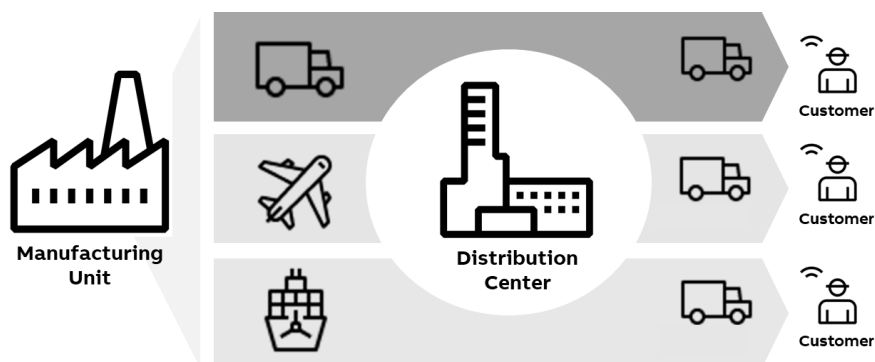 Manufacturing
Unit
Distribution
Center
Customer
Customer
Customer